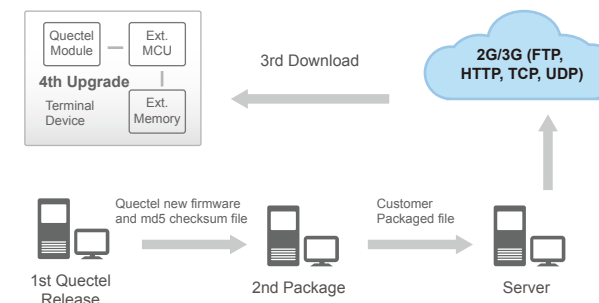 Quectel
Module
Ext.
MCU
4th Upgrade
Terminal
Device
Ext.
Memory
3rd Download
2G/3G (FTP,
HTTP, TCP, UDP)
Quectel new firmware
and md5 checksum file
Customer
Packaged file
1st Quectel
Release
2nd Package
Server